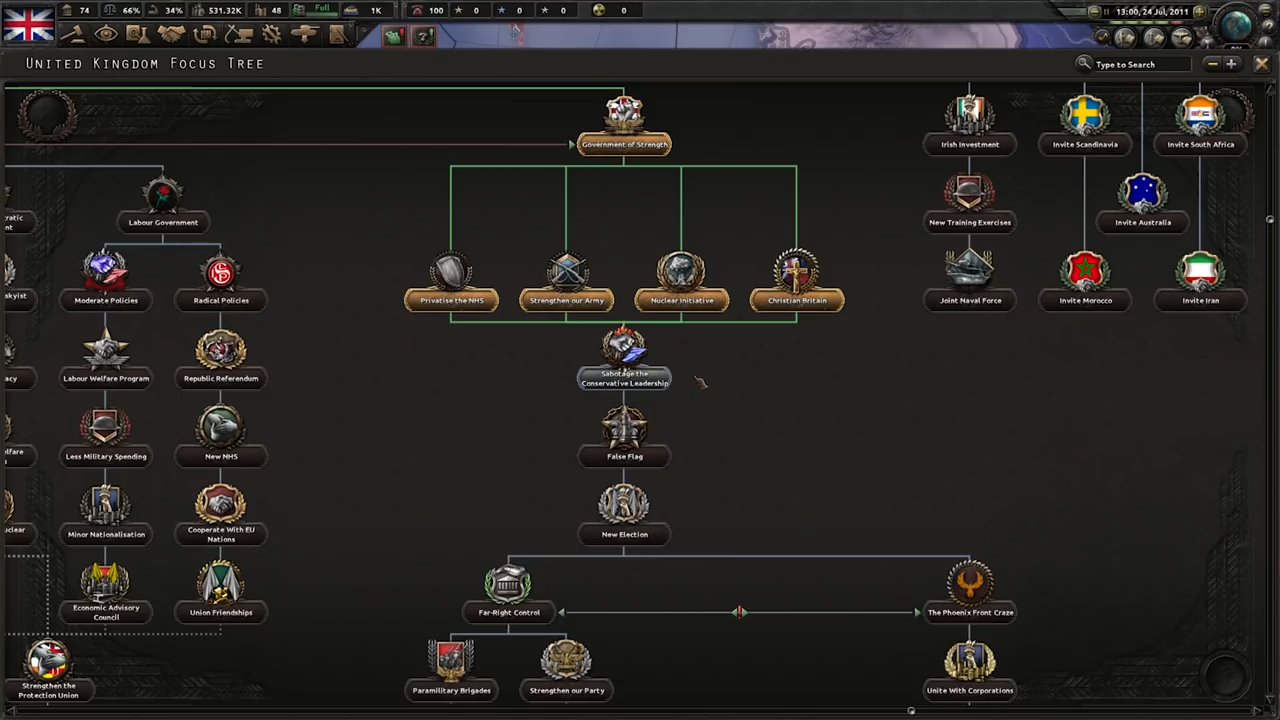 74
66%
34%
531.32K
48
Full
1K
100
0
0
0
0
13:00, 24 Jul, 2011
United Kingdom Focus Tree
Type to Search
Government of Strength
Irish Investment
Invite Scandinavia
Invite South Africa
Labour Government
New Training Exercises
Invite Australia
Moderate Policies
Radical Policies
Privatise the NHS
Strengthen our Army
Nuclear Initiative
Christian Britain
Joint Naval Force
Invite Morocco
Invite Iran
Labour Welfare Program
Republic Referendum
Sabotage the
Conservative Leadership
Less Military Spending
New NHS
False Flag
Minor Nationalisation
Cooperate With EU
Nations
New Election
Economic Advisory
Council
Union Friendships
Far-Right Control
The Phoenix Front Craze
Strengthen the
Protection Union
Paramilitary Brigades
Strengthen our Party
Unite With Corporations